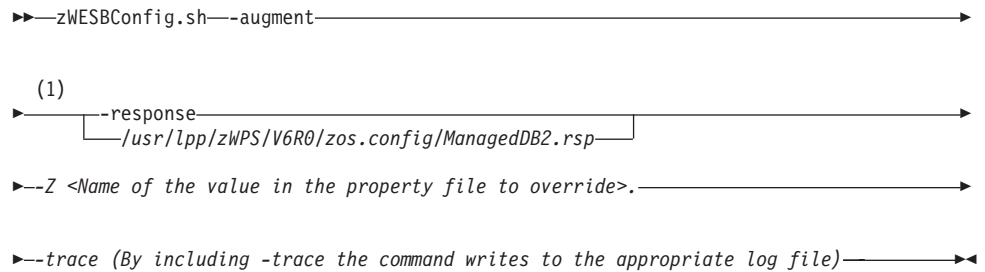 zWESBConfig.sh -augment
(1)
-response
/usr/lpp/zWPS/V6R0/zos.config/ManagedDB2.rsp
-Z <Name of the value in the property file to override>.
-trace (By including -trace the command writes to the appropriate log file)